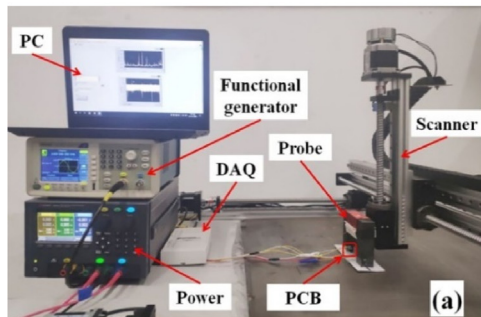 PC
Functional
generator
Scanner
Probe
DAQ
Power
PCB
(a)